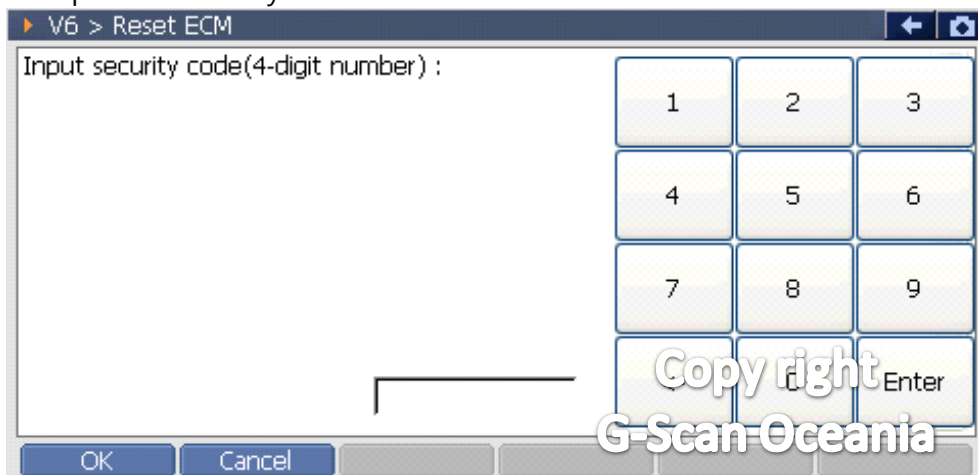 V6 > Reset ECM
Input security code(4-digit number) :
1 2 3
4 5 6
7 8 9
Enter
Copy right
G-Scan Oceania
OK Cancel